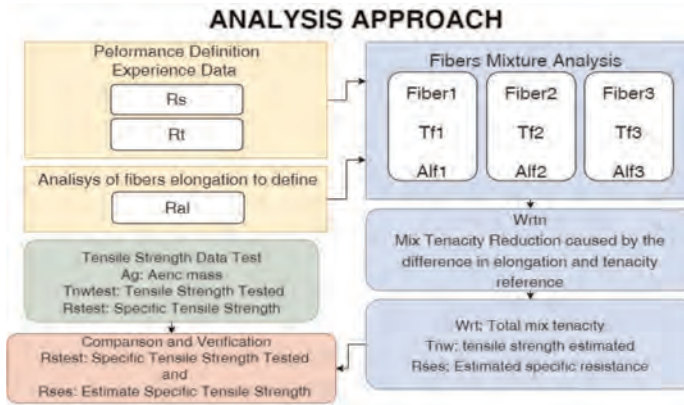 ANALYSIS APPROACH
Peformance Definition
Experience Data
Rs
Rt
Analisys of fibers elongation to define
Ral
Tensile Strength Data Test
Ag: Aenc mass
Tnwtest: Tensile Strength Tested
Rstest: Specific Tensile Strength
Comparison and Verification
Rstest: Specific Tensile Strength Tested
and
Rses: Estimate Specific Tensile Strength
Fibers Mixture Analysis
Fiber1
Tf1
Alf1
Fiber2
Tf2
Alf2
Fiber3
Tf3
Alf3
Wrtn
Mix Tenacity Reduction caused by the
difference in elongation and tenacity
reference
Wrt: Total mix tenacity
Tnw: tensile strength estimated
Rses: Estimated specific resistance